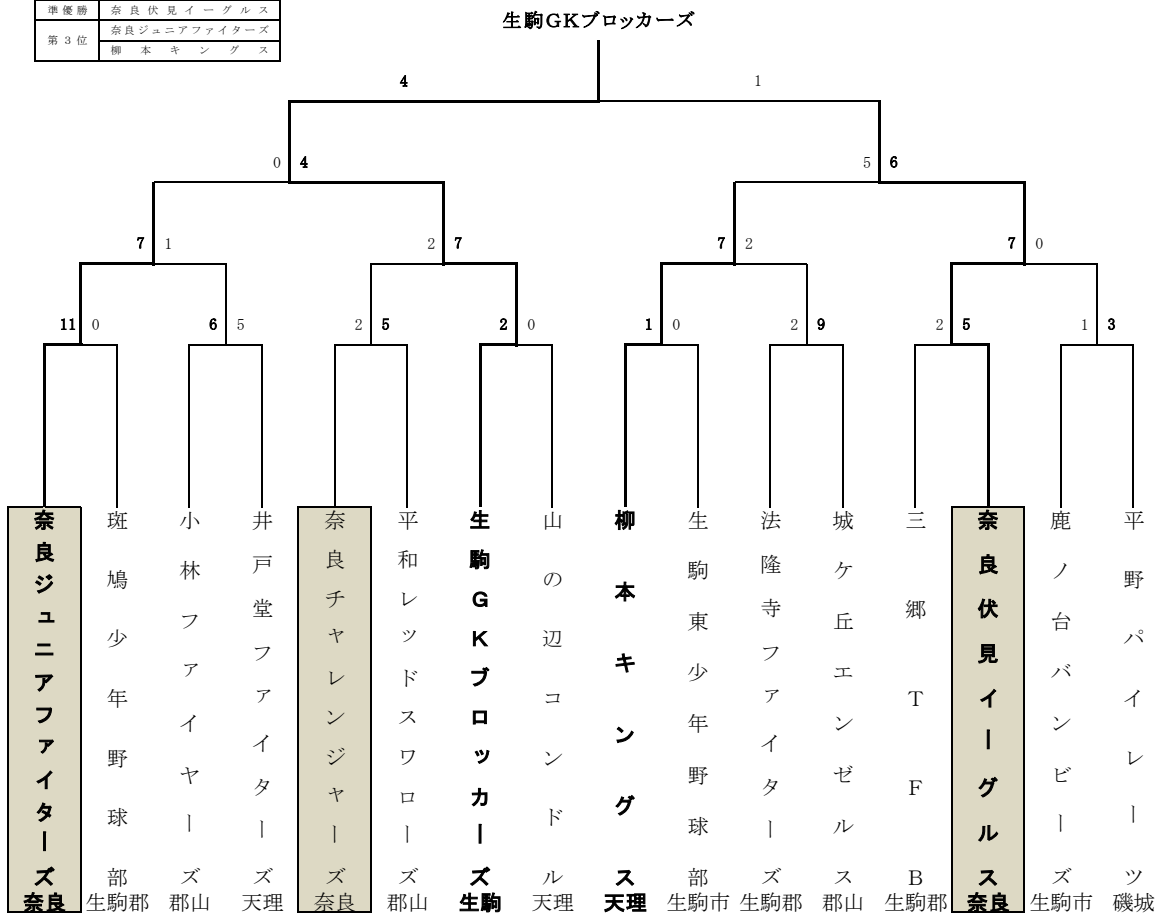 準優勝 奈良伏見イーグルス
第3位 奈良ジュニアファイターズ
柳本キングス
生駒GKブロッカーズ
4 1
0 4 5 6
7 1 2 7 7 2 7 0
11 0 6 5 2 5 2 0 1 0 2 9 2 5 1 3
奈良ジュニアファイターズ
奈良
斑鳩少年野球部
生駒郡
小林ファイヤーズ
郡山
井戸堂ファイターズ
天理
奈良チャレンジャーズ
奈良
平和レッドスワローズ
郡山
生駒GKブロッカーズ
生駒
山の辺コンドル
天理
柳本キングス
天理
生駒東少年野球部
生駒市
法隆寺ファイターズ
生駒郡
城ケ丘エンゼルス
郡山
三郷TFB
生駒郡
奈良伏見イーグルス
奈良
鹿ノ台バンビーズ
生駒市
平野パイレーツ
磯城